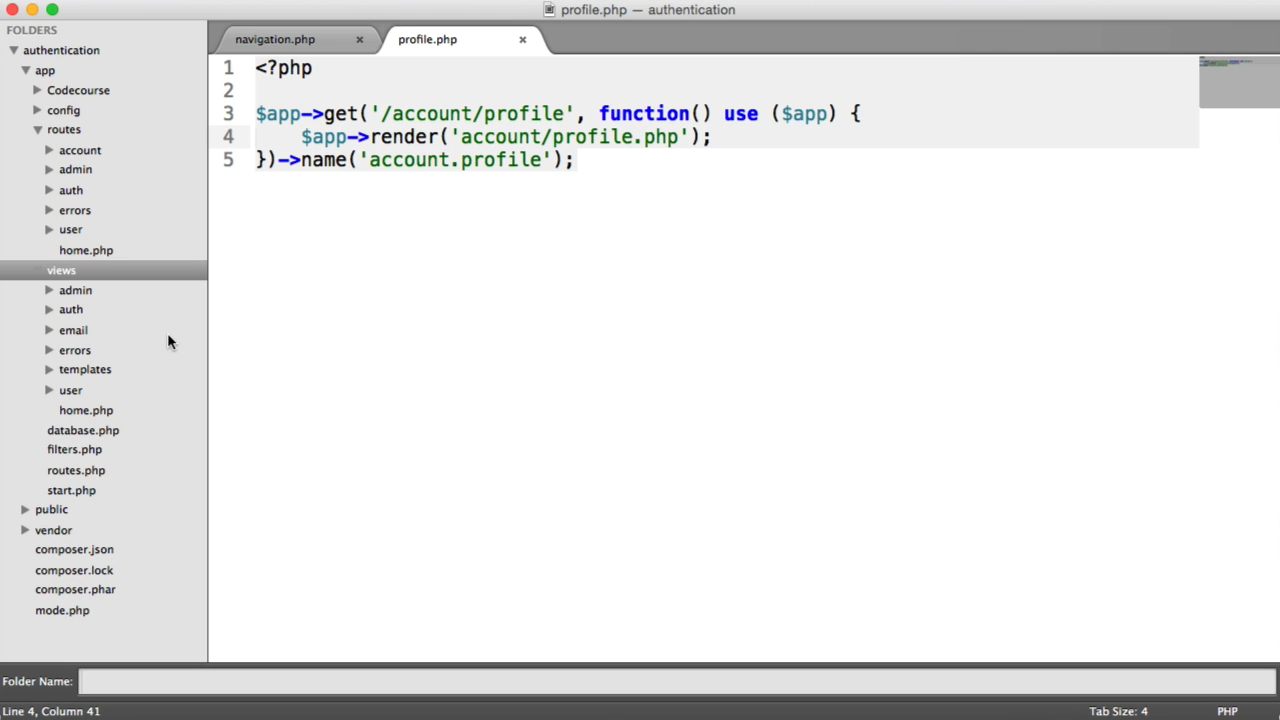 profile.php — authentication
FOLDERS
authentication
app
Codecourse
config
routes
account
admin
auth
errors
user
home.php
views
admin
auth
email
errors
templates
user
home.php
database.php
filters.php
routes.php
start.php
public
vendor
composer.json
composer.lock
composer.phar
mode.php
navigation.php × profile.php ×
1 <?php
2
3 $app->get('/account/profile', function() use ($app) {
4 $app->render('account/profile.php');
5 })->name('account.profile');
Folder Name:
Line 4, Column 41 Tab Size: 4 PHP